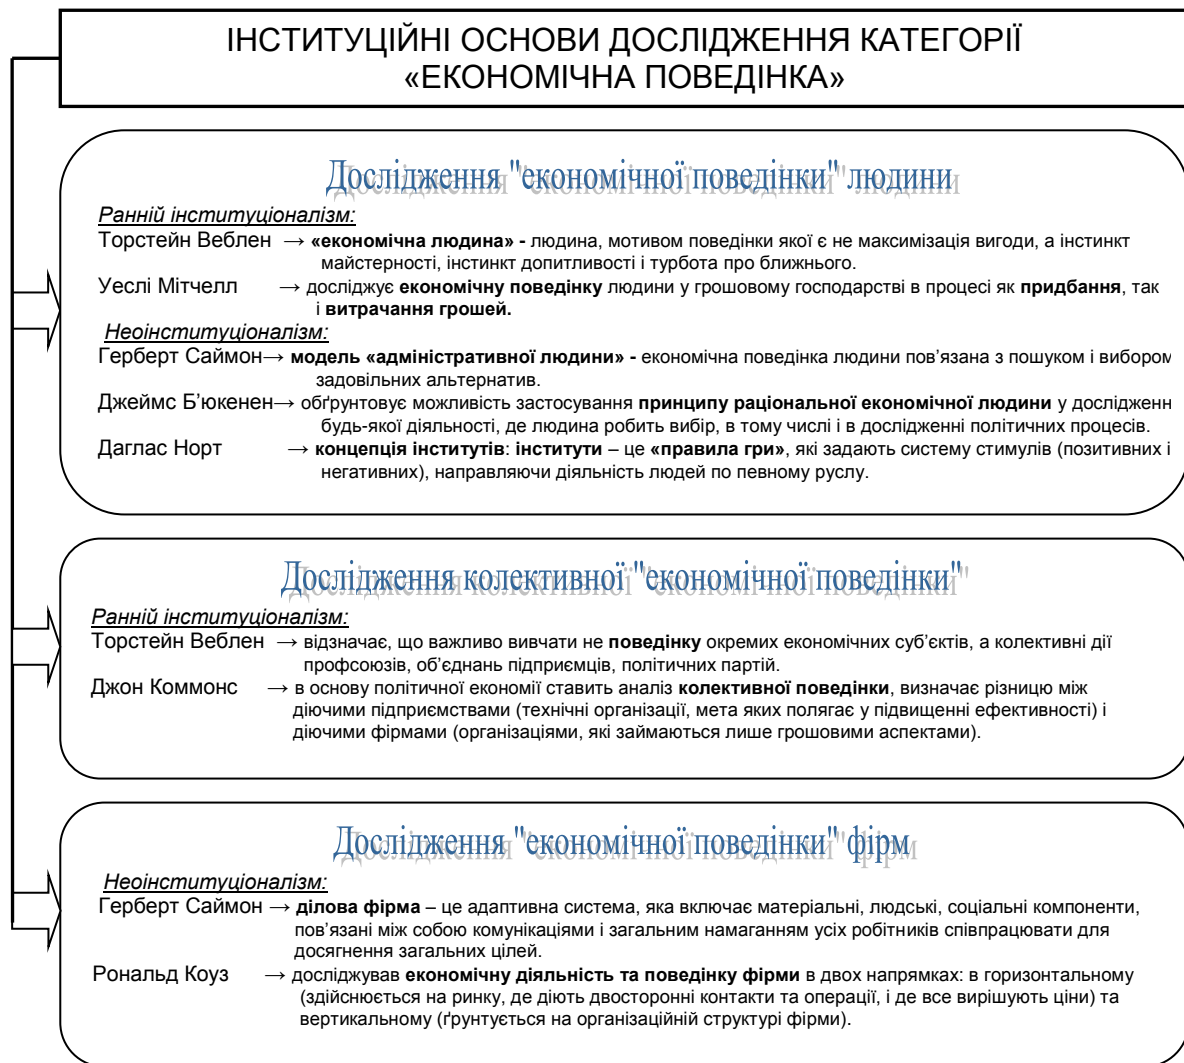 ІНСТИТУЦІЙНІ ОСНОВИ ДОСЛІДЖЕННЯ КАТЕГОРІЇ
«ЕКОНОМІЧНА ПОВЕДІНКА»
Дослідження "економічної поведінки" людини
Ранній інституціоналізм:
Торстейн Веблен → «економічна людина» - людина, мотивом поведінки якої є не максимізація вигоди, а інстинкт
майстерності, інстинкт допитливості і турбота про ближнього.
Уеслі Мітчелл → досліджує економічну поведінку людини у грошовому господарстві в процесі як придбання, так
і витрачання грошей.
Неоінституціоналізм:
Герберт Саймон→ модель «адміністративної людини» - економічна поведінка людини пов’язана з пошуком і вибором
задовільних альтернатив.
Джеймс Б’юкенен→ обґрунтовує можливість застосування принципу раціональної економічної людини у дослідженн
будь-якої діяльності, де людина робить вибір, в тому числі і в дослідженні політичних процесів.
Даглас Норт → концепція інститутів: інститути – це «правила гри», які задають систему стимулів (позитивних і
негативних), направляючи діяльність людей по певному руслу.
Дослідження колективної "економічної поведінки"
Ранній інституціоналізм:
Торстейн Веблен → відзначає, що важливо вивчати не поведінку окремих економічних суб’єктів, а колективні дії
профсоюзів, об’єднань підприємців, політичних партій.
Джон Коммонс → в основу політичної економії ставить аналіз колективної поведінки, визначає різницю між
діючими підприємствами (технічні організації, мета яких полягає у підвищенні ефективності) і
діючими фірмами (організаціями, які займаються лише грошовими аспектами).
Дослідження "економічної поведінки" фірм
Неоінституціоналізм:
Герберт Саймон → ділова фірма – це адаптивна система, яка включає матеріальні, людські, соціальні компоненти,
пов’язані між собою комунікаціями і загальним намаганням усіх робітників співпрацювати для
досягнення загальних цілей.
Рональд Коуз → досліджував економічну діяльність та поведінку фірми в двох напрямках: в горизонтальному
(здійснюється на ринку, де діють двосторонні контакти та операції, і де все вирішують ціни) та
вертикальному (ґрунтується на організаційній структурі фірми).